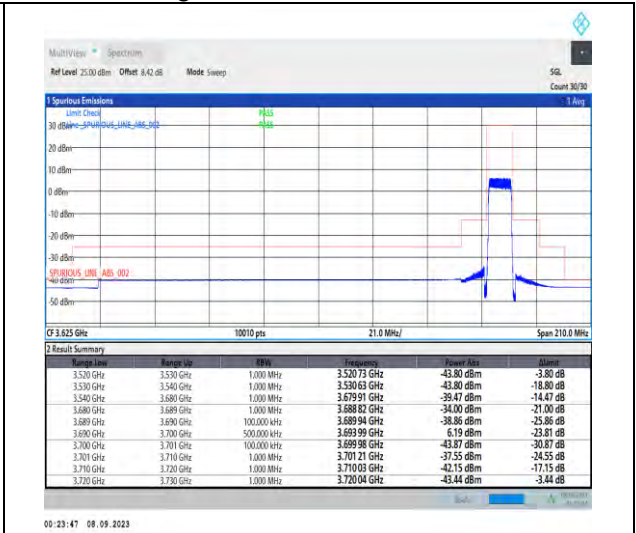 MultiView Spectrum
Ref Level 25.00 dBm Offset 8.42 dB Mode Sweep SGL
Count 30/30
1 Spurious Emissions 1 Avg
Limit Check PASS
30 dBm Line _SPURIOUS_LINE_ABS_002 PASS
20 dBm
10 dBm
0 dBm
-10 dBm
-20 dBm
-30 dBm
_SPURIOUS_LINE_ABS_002
-40 dBm
-50 dBm
CF 3.625 GHz 10010 pts 21.0 MHz/ Span 210.0 MHz
2 Result Summary
Range Low Range Up RBW Frequency Power Abs ΔLimit
3.520 GHz 3.530 GHz 1.000 MHz 3.520 73 GHz -43.80 dBm -3.80 dB
3.530 GHz 3.540 GHz 1.000 MHz 3.530 63 GHz -43.80 dBm -18.80 dB
3.540 GHz 3.680 GHz 1.000 MHz 3.679 91 GHz -39.47 dBm -14.47 dB
3.680 GHz 3.689 GHz 1.000 MHz 3.688 82 GHz -34.00 dBm -21.00 dB
3.689 GHz 3.690 GHz 100.000 kHz 3.689 94 GHz -38.86 dBm -25.86 dB
3.690 GHz 3.700 GHz 500.000 kHz 3.693 99 GHz 6.19 dBm -23.81 dB
3.700 GHz 3.701 GHz 100.000 kHz 3.699 98 GHz -43.87 dBm -30.87 dB
3.701 GHz 3.710 GHz 1.000 MHz 3.701 21 GHz -37.55 dBm -24.55 dB
3.710 GHz 3.720 GHz 1.000 MHz 3.710 03 GHz -42.15 dBm -17.15 dB
3.720 GHz 3.730 GHz 1.000 MHz 3.720 04 GHz -43.44 dBm -3.44 dB
00:23:47 08.09.2023